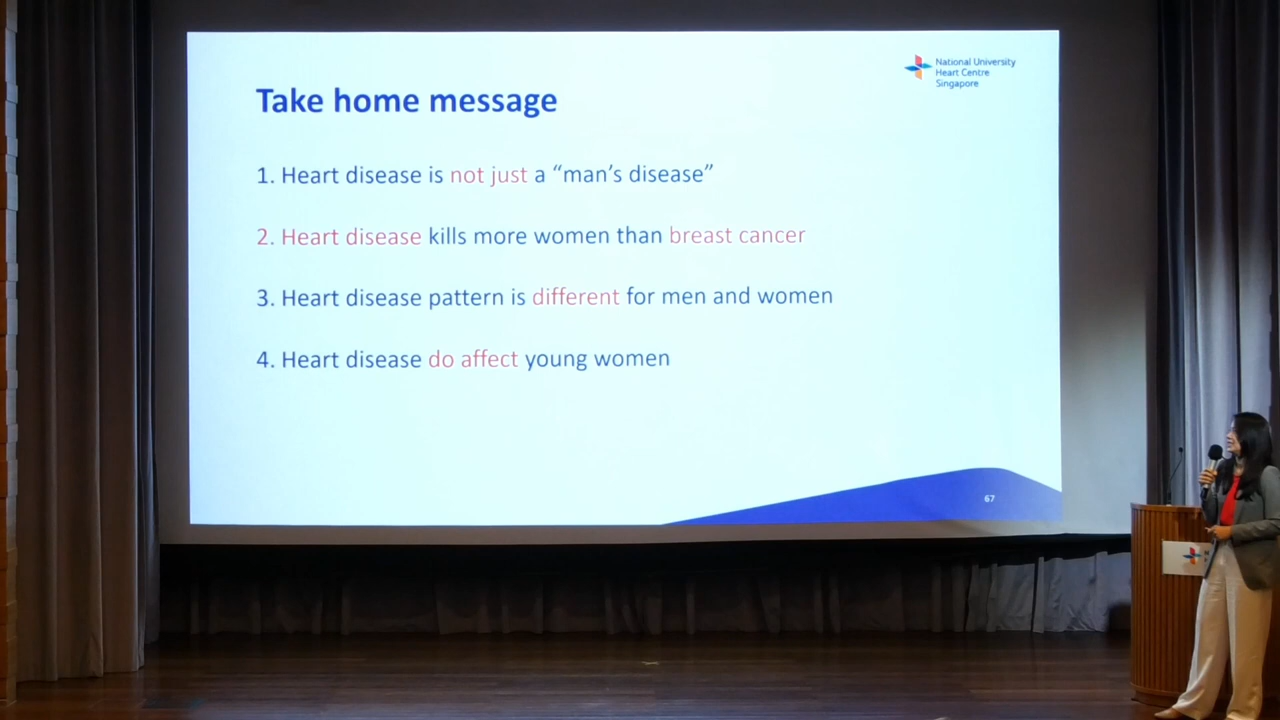 National University
Heart Centre
Singapore
Take home message
1. Heart disease is not just a “man’s disease”
2. Heart disease kills more women than breast cancer
3. Heart disease pattern is different for men and women
4. Heart disease do affect young women
67